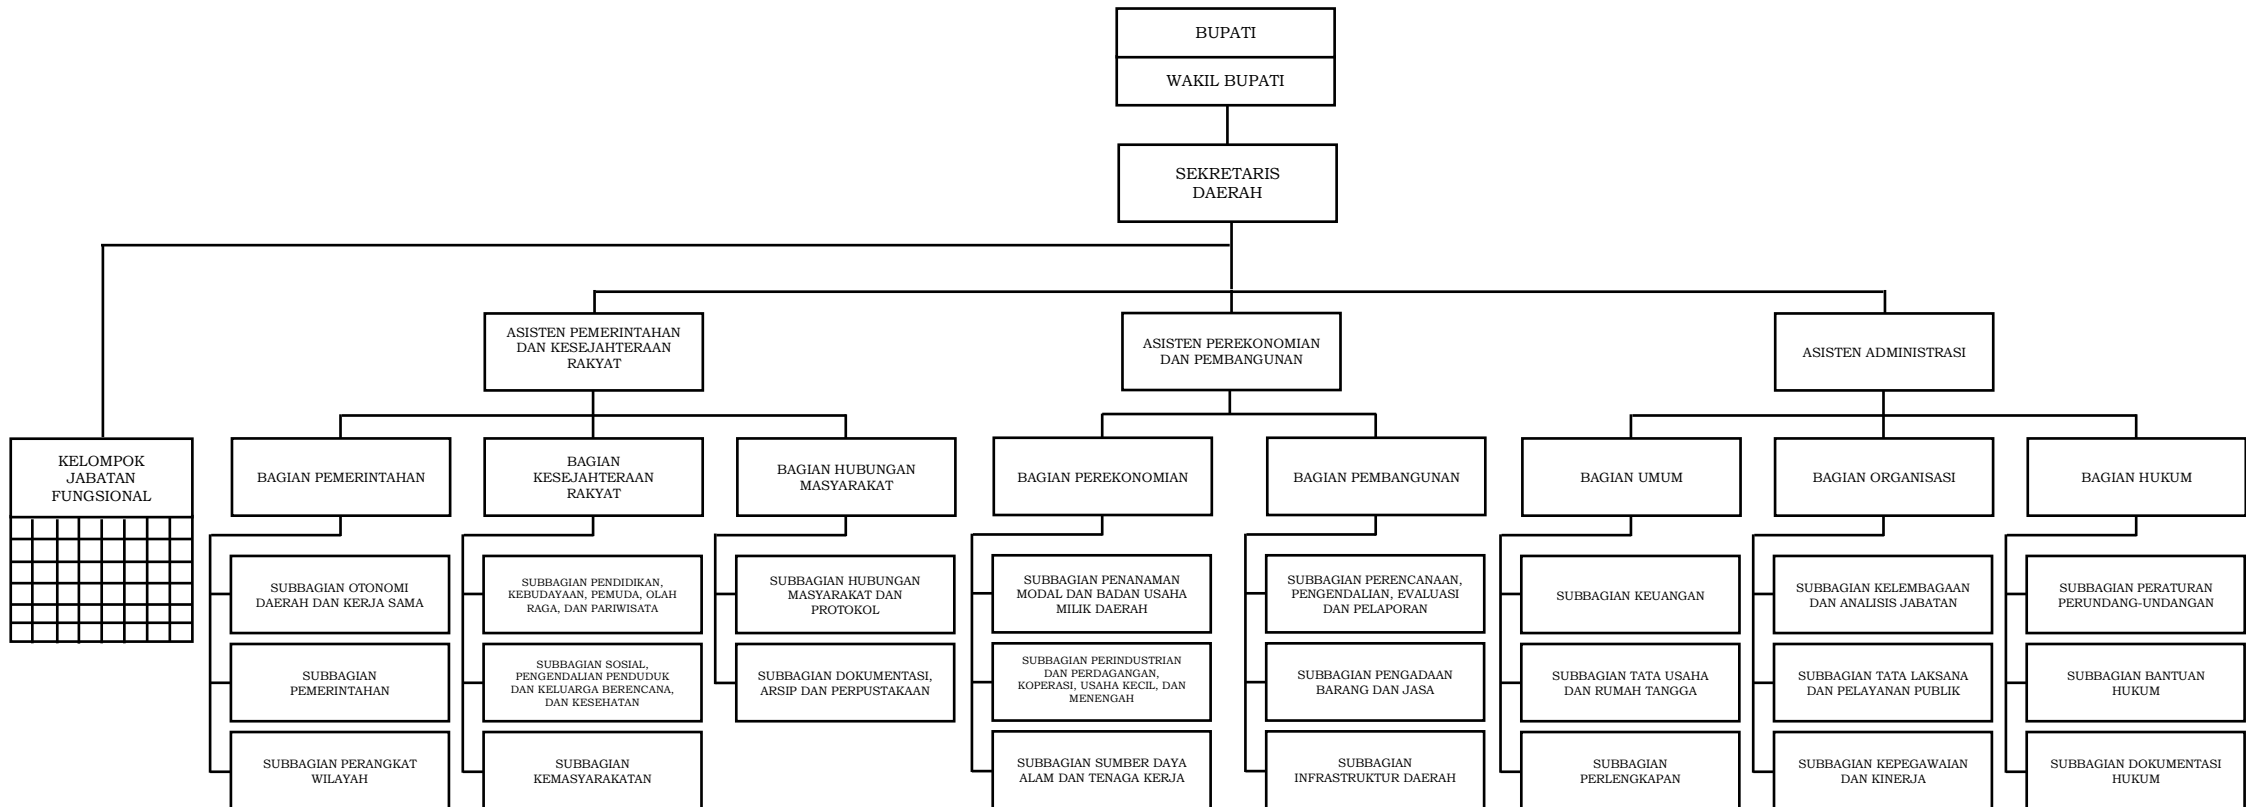 BUPATI
WAKIL BUPATI
SEKRETARIS
DAERAH
ASISTEN PEMERINTAHAN
DAN KESEJAHTERAAN
RAKYAT
ASISTEN PEREKONOMIAN
DAN PEMBANGUNAN
ASISTEN ADMINISTRASI
KELOMPOK
JABATAN
FUNGSIONAL
BAGIAN PEMERINTAHAN
BAGIAN
KESEJAHTERAAN
RAKYAT
BAGIAN HUBUNGAN
MASYARAKAT
BAGIAN PEREKONOMIAN
BAGIAN PEMBANGUNAN
BAGIAN UMUM
BAGIAN ORGANISASI
BAGIAN HUKUM
SUBBAGIAN OTONOMI
DAERAH DAN KERJA SAMA
SUBBAGIAN PENDIDIKAN,
KEBUDAYAAN, PEMUDA, OLAH
RAGA, DAN PARIWISATA
SUBBAGIAN HUBUNGAN
MASYARAKAT DAN
PROTOKOL
SUBBAGIAN PENANAMAN
MODAL DAN BADAN USAHA
MILIK DAERAH
SUBBAGIAN PERENCANAAN,
PENGENDALIAN, EVALUASI
DAN PELAPORAN
SUBBAGIAN KEUANGAN
SUBBAGIAN KELEMBAGAAN
DAN ANALISIS JABATAN
SUBBAGIAN PERATURAN
PERUNDANG-UNDANGAN
SUBBAGIAN
PEMERINTAHAN
SUBBAGIAN SOSIAL,
PENGENDALIAN PENDUDUK
DAN KELUARGA BERENCANA,
DAN KESEHATAN
SUBBAGIAN DOKUMENTASI,
ARSIP DAN PERPUSTAKAAN
SUBBAGIAN PERINDUSTRIAN
DAN PERDAGANGAN,
KOPERASI, USAHA KECIL, DAN
MENENGAH
SUBBAGIAN PENGADAAN
BARANG DAN JASA
SUBBAGIAN TATA USAHA
DAN RUMAH TANGGA
SUBBAGIAN TATA LAKSANA
DAN PELAYANAN PUBLIK
SUBBAGIAN BANTUAN
HUKUM
SUBBAGIAN PERANGKAT
WILAYAH
SUBBAGIAN
KEMASYARAKATAN
SUBBAGIAN SUMBER DAYA
ALAM DAN TENAGA KERJA
SUBBAGIAN
INFRASTRUKTUR DAERAH
SUBBAGIAN
PERLENGKAPAN
SUBBAGIAN KEPEGAWAIAN
DAN KINERJA
SUBBAGIAN DOKUMENTASI
HUKUM